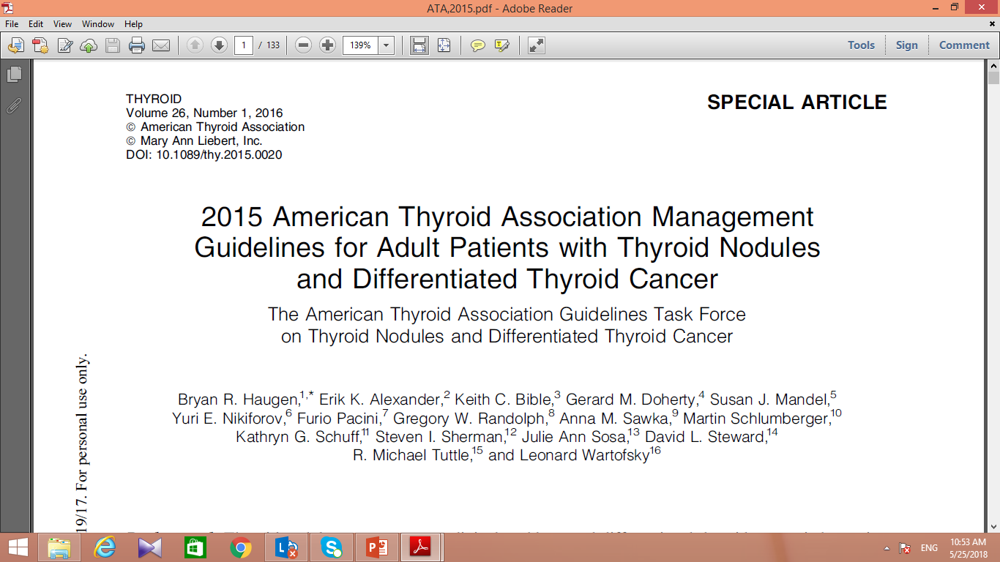 ATA,2015.pdf - Adobe Reader
File Edit View Window Help
1 / 133 139% Tools Sign Comment
THYROID
Volume 26, Number 1, 2016
© American Thyroid Association
© Mary Ann Liebert, Inc.
DOI: 10.1089/thy.2015.0020
SPECIAL ARTICLE
2015 American Thyroid Association Management
Guidelines for Adult Patients with Thyroid Nodules
and Differentiated Thyroid Cancer
The American Thyroid Association Guidelines Task Force
on Thyroid Nodules and Differentiated Thyroid Cancer
Bryan R. Haugen,1,* Erik K. Alexander,2 Keith C. Bible,3 Gerard M. Doherty,4 Susan J. Mandel,5
Yuri E. Nikiforov,6 Furio Pacini,7 Gregory W. Randolph,8 Anna M. Sawka,9 Martin Schlumberger,10
Kathryn G. Schuff,11 Steven I. Sherman,12 Julie Ann Sosa,13 David L. Steward,14
R. Michael Tuttle,15 and Leonard Wartofsky16
19/17. For personal use only.
ENG
10:53 AM
5/25/2018